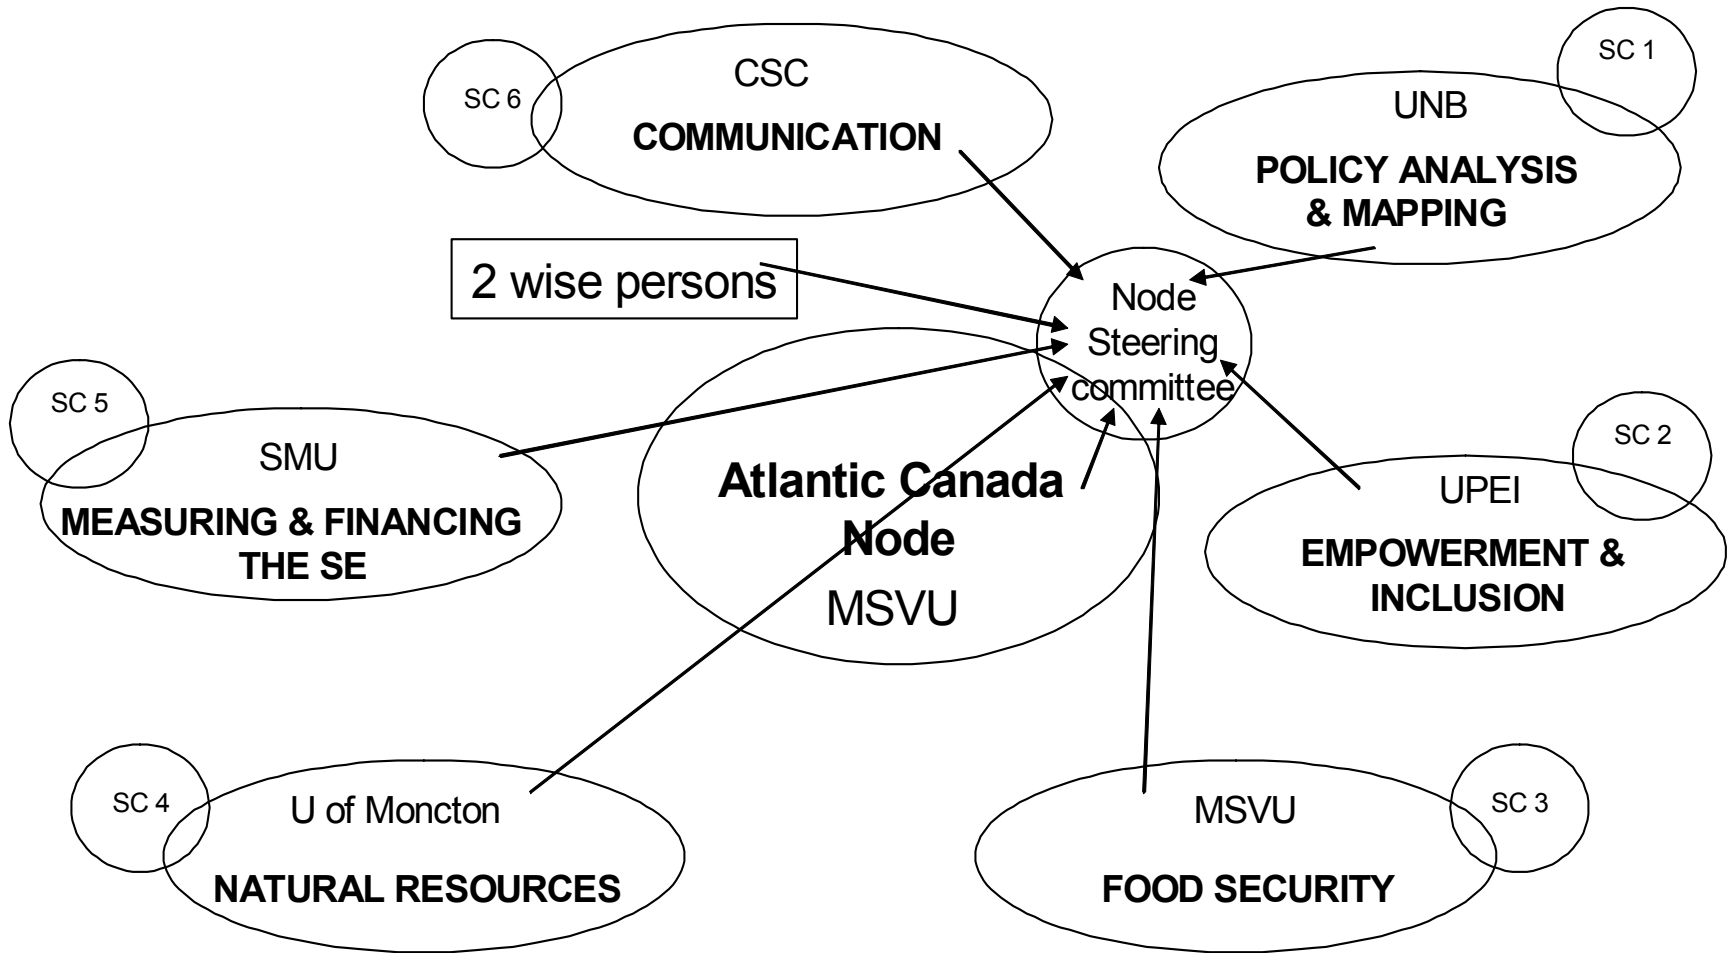 SC 6
CSC
COMMUNICATION
SC 1
UNB
POLICY ANALYSIS
& MAPPING
2 wise persons
Node
Steering
committee
SC 5
SMU
MEASURING & FINANCING
THE SE
Atlantic Canada
Node
MSVU
SC 2
UPEI
EMPOWERMENT &
INCLUSION
SC 4
U of Moncton
NATURAL RESOURCES
MSVU
FOOD SECURITY
SC 3